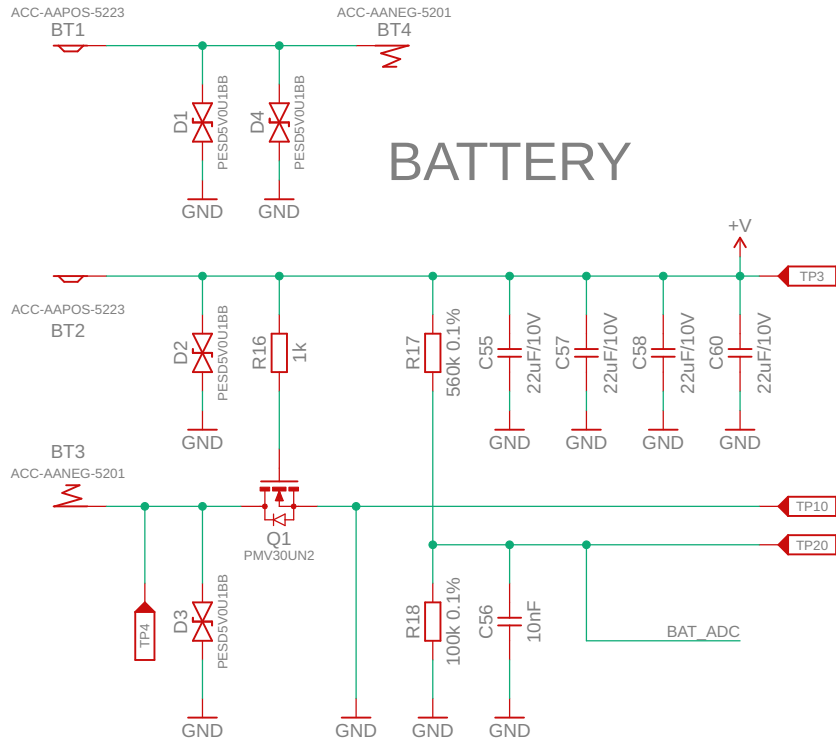 ACC-AAPOS-5223
BT1
ACC-AANEG-5201
BT4
D1
PESD5V0U1BB
D4
PESD5V0U1BB
GND
GND
BATTERY
+V
TP3
ACC-AAPOS-5223
BT2
D2
PESD5V0U1BB
R16
1k
R17
560k 0.1%
C55
22uF/10V
C57
22uF/10V
C58
22uF/10V
C60
22uF/10V
GND
GND
GND
GND
GND
BT3
ACC-AANEG-5201
Q1
PMV30UN2
TP10
TP20
TP4
D3
PESD5V0U1BB
R18
100k 0.1%
C56
10nF
BAT_ADC
GND
GND
GND
GND